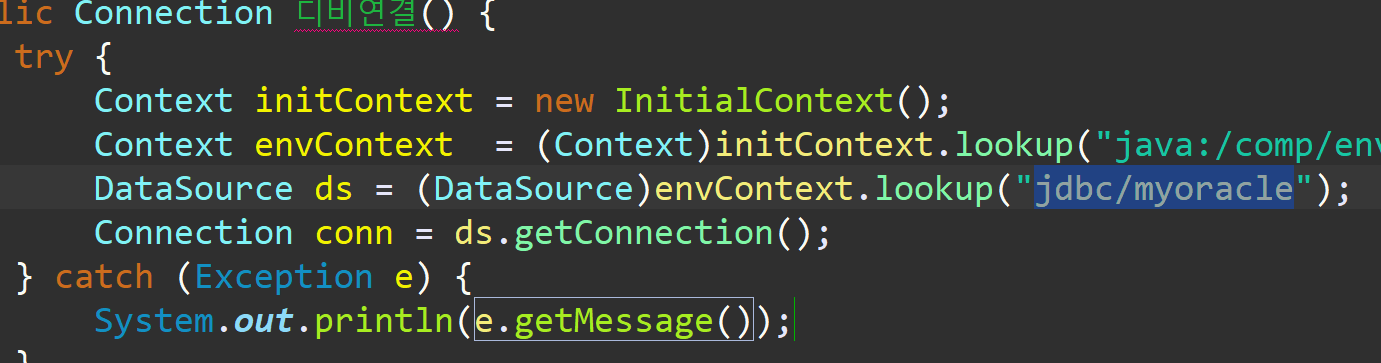 lic Connection 디비연결() {
try {
Context initContext = new InitialContext();
Context envContext  = (Context)initContext.lookup("java:/comp/env
DataSource ds = (DataSource)envContext.lookup("jdbc/myoracle");
Connection conn = ds.getConnection();
} catch (Exception e) {
System.out.println(e.getMessage());
}